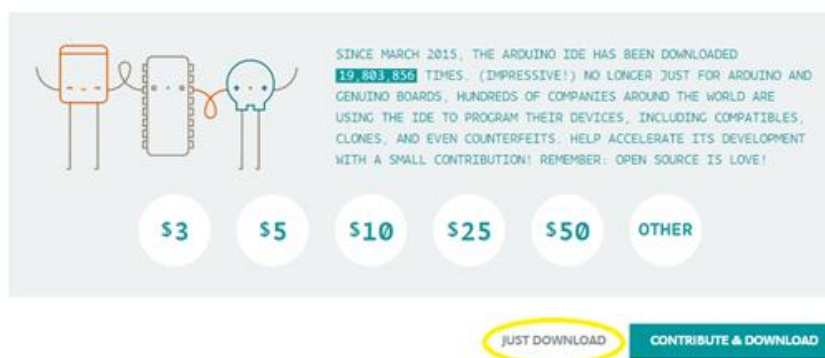 SINCE MARCH 2015, THE ARDUINO IDE HAS BEEN DOWNLOADED
19,803,856 TIMES. (IMPRESSIVE!) NO LONGER JUST FOR ARDUINO AND
GENUINO BOARDS, HUNDREDS OF COMPANIES AROUND THE WORLD ARE
USING THE IDE TO PROGRAM THEIR DEVICES, INCLUDING COMPATIBLES,
CLONES, AND EVEN COUNTERFEITS. HELP ACCELERATE ITS DEVELOPMENT
WITH A SMALL CONTRIBUTION! REMEMBER: OPEN SOURCE IS LOVE!
$3 $5 $10 $25 $50 OTHER
JUST DOWNLOAD CONTRIBUTE & DOWNLOAD